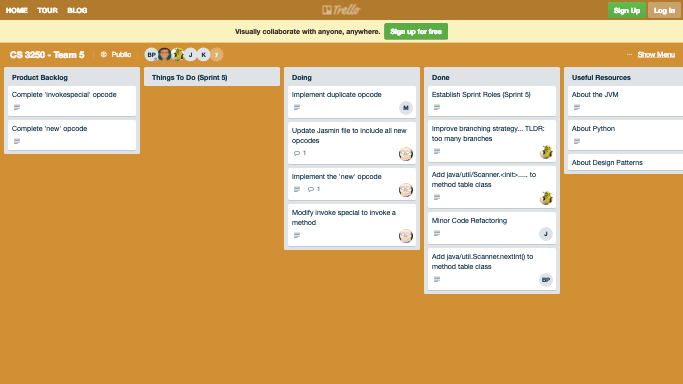 HOME TOUR BLOG
Trello
Sign Up Log In
Visually collaborate with anyone, anywhere. Sign up for free
CS 3250 - Team 5
Public
BP J K 7
··· Show Menu
Product Backlog
Complete 'invokespecial' opcode
Complete 'new' opcode
Things To Do (Sprint 5)
Doing
Implement duplicate opcode
M
Update Jasmin file to include all new
opcodes
1
Implement the 'new' opcode
1
Modify invoke special to invoke a
method
Done
Establish Sprint Roles (Sprint 5)
Improve branching strategy... TLDR:
too many branches
Add java/util/Scanner.<init>..... to
method table class
Minor Code Refactoring
J
Add java/util.Scanner.nextInt() to
method table class
BP
Useful Resources
About the JVM
About Python
About Design Patterns